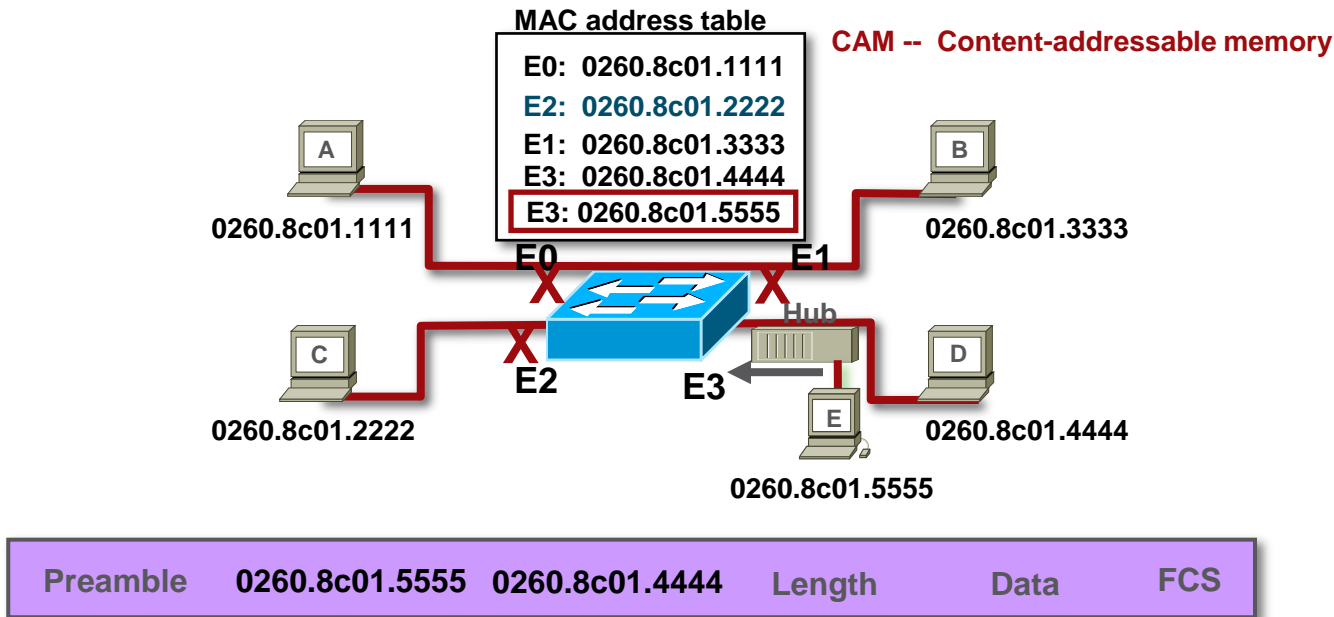 MAC address table
CAM -- Content-addressable memory
E0: 0260.8c01.1111
E2: 0260.8c01.2222
E1: 0260.8c01.3333
E3: 0260.8c01.4444
E3: 0260.8c01.5555
A
B
0260.8c01.1111
0260.8c01.3333
E0
E1
X
X
Hub
C
X
D
E2
E3
E
0260.8c01.2222
0260.8c01.4444
0260.8c01.5555
Preamble 0260.8c01.5555 0260.8c01.4444 Length Data FCS